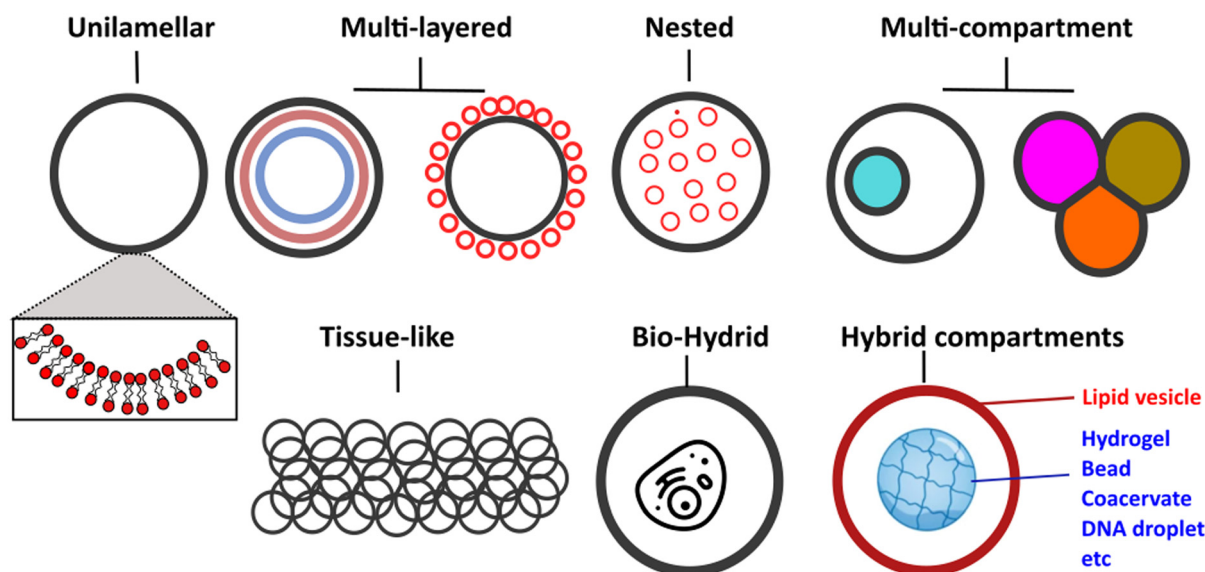 Unilamellar
Multi-layered
Nested
Multi-compartment
Tissue-like
Bio-Hydrid
Hybrid compartments
Lipid vesicle
Hydrogel
Bead
Coacervate
DNA droplet
etc